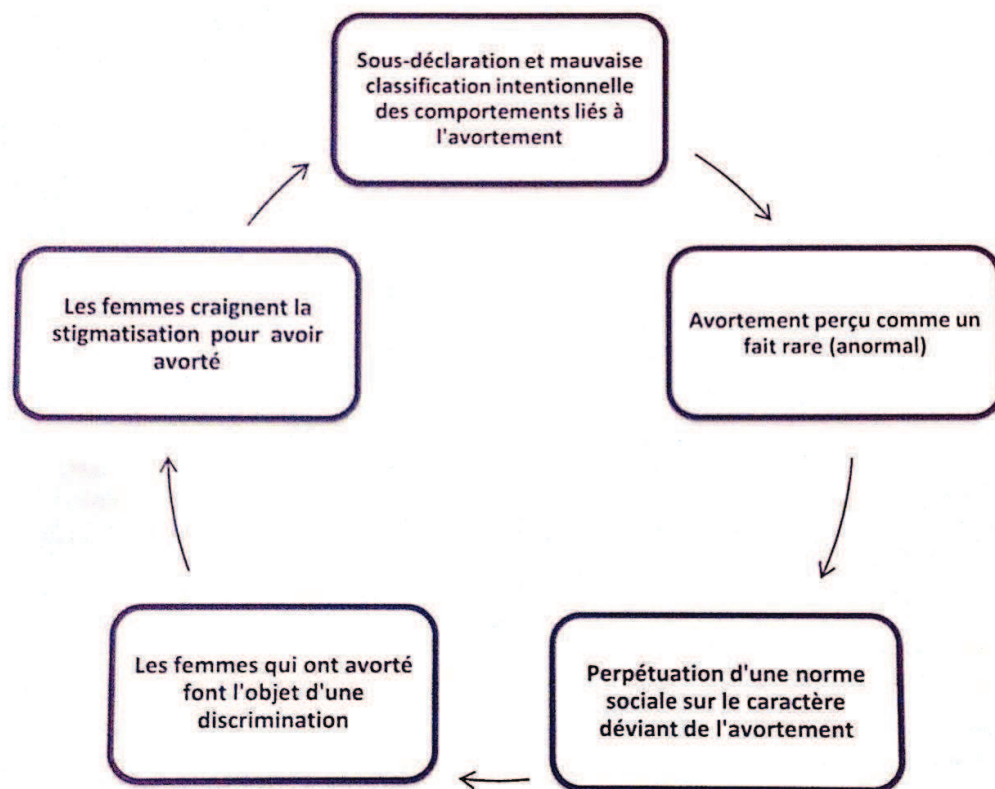 Sous-déclaration et mauvaise
classification intentionnelle
des comportements liés à
l'avortement
Avortement perçu comme un
fait rare (anormal)
Perpétuation d'une norme
sociale sur le caractère
déviant de l'avortement
Les femmes qui ont avorté
font l'objet d'une
discrimination
Les femmes craignent la
stigmatisation pour avoir
avorté